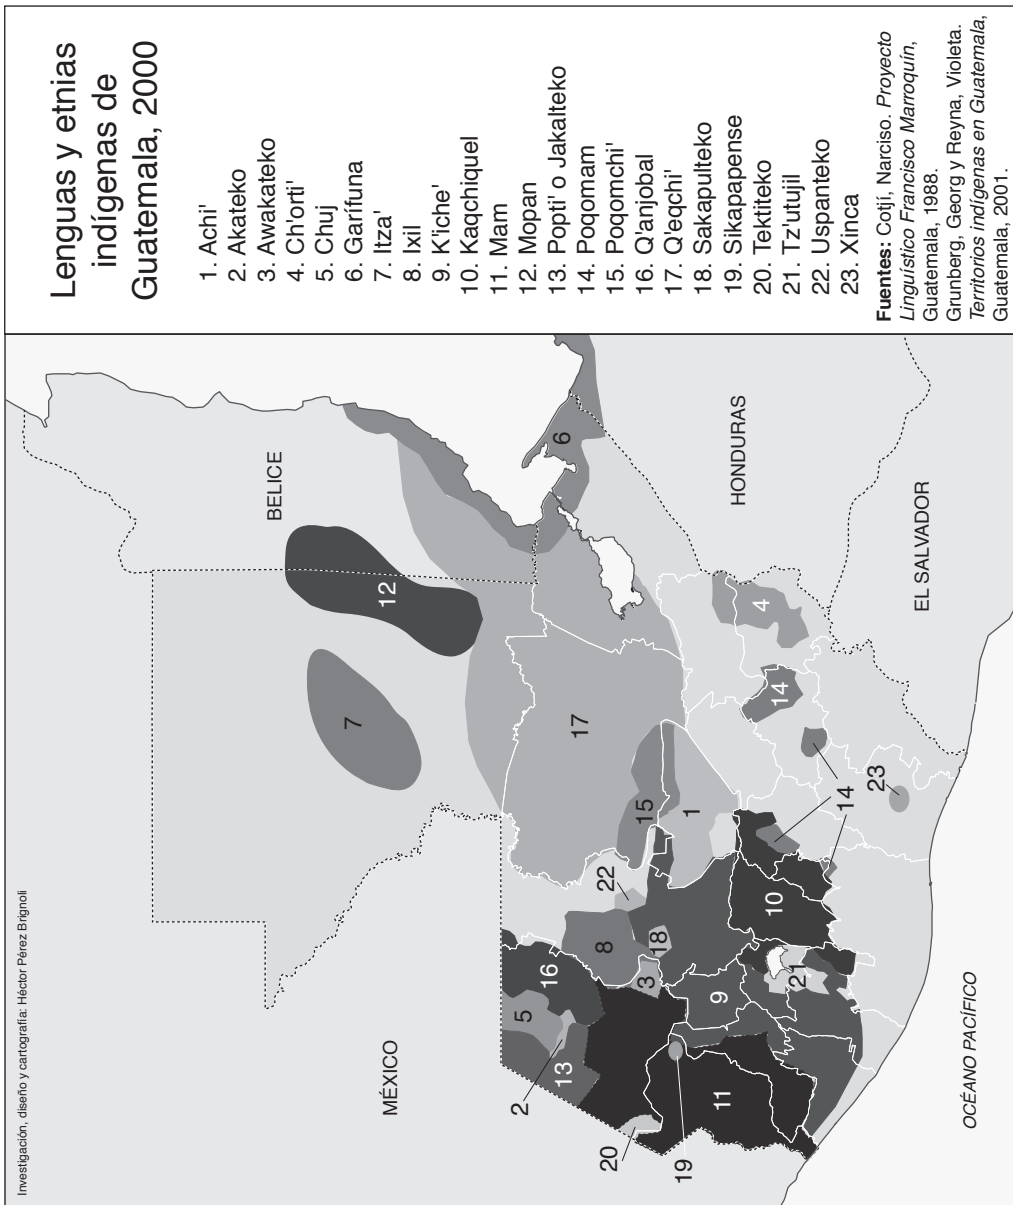 Lenguas y etnias
indígenas de
Guatemala, 2000
1. Achi'
2. Akateko
3. Awakateko
4. Ch'orti'
5. Chuj
6. Garífuna
7. Itza'
8. Ixil
9. K'iche'
10. Kaqchiquel
11. Mam
12. Mopan
13. Popti' o Jakalteko
14. Poqomam
15. Poqomchi'
16. Q'anjobal
17. Q'eqchi'
18. Sakapulteko
19. Sikapapense
20. Tektiteko
21. Tz'utujil
22. Uspanteko
23. Xinca
Fuentes: Cotjí, Narciso. Proyecto
Linguístico Francisco Marroquín,
Guatemala, 1988.
Grunberg, Georg y Reyna, Violeta.
Territorios indígenas en Guatemala,
Guatemala, 2001.
Investigación, diseño y cartografía: Héctor Pérez Brignoli
MÉXICO
BELICE
HONDURAS
EL SALVADOR
OCÉANO PACÍFICO
7
12
6
17
16
5
2
13
20
8
22
15
1
3
18
19
11
9
10
21
14
14
4
23